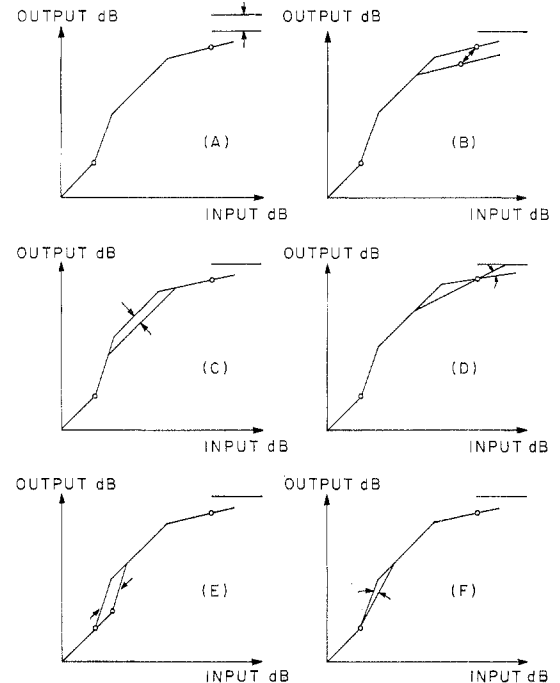 OUTPUT dB
(A)
INPUT dB
OUTPUT dB
(B)
INPUT dB
OUTPUT dB
(C)
INPUT dB
OUTPUT dB
(D)
INPUT dB
OUTPUT dB
(E)
INPUT dB
OUTPUT dB
(F)
INPUT dB